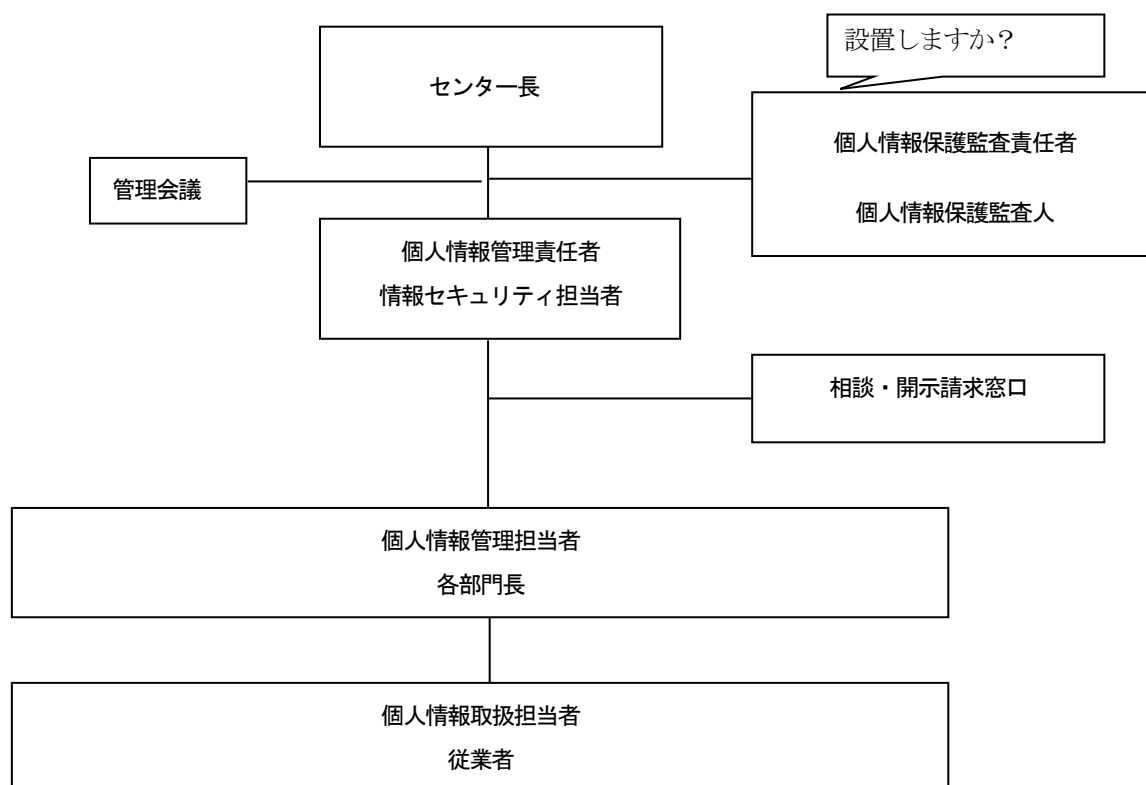 設置しますか？
センター長
個人情報保護監査責任者
個人情報保護監査人
管理会議
個人情報管理責任者
情報セキュリティ担当者
相談・開示請求窓口
個人情報管理担当者
各部門長
個人情報取扱担当者
従業者